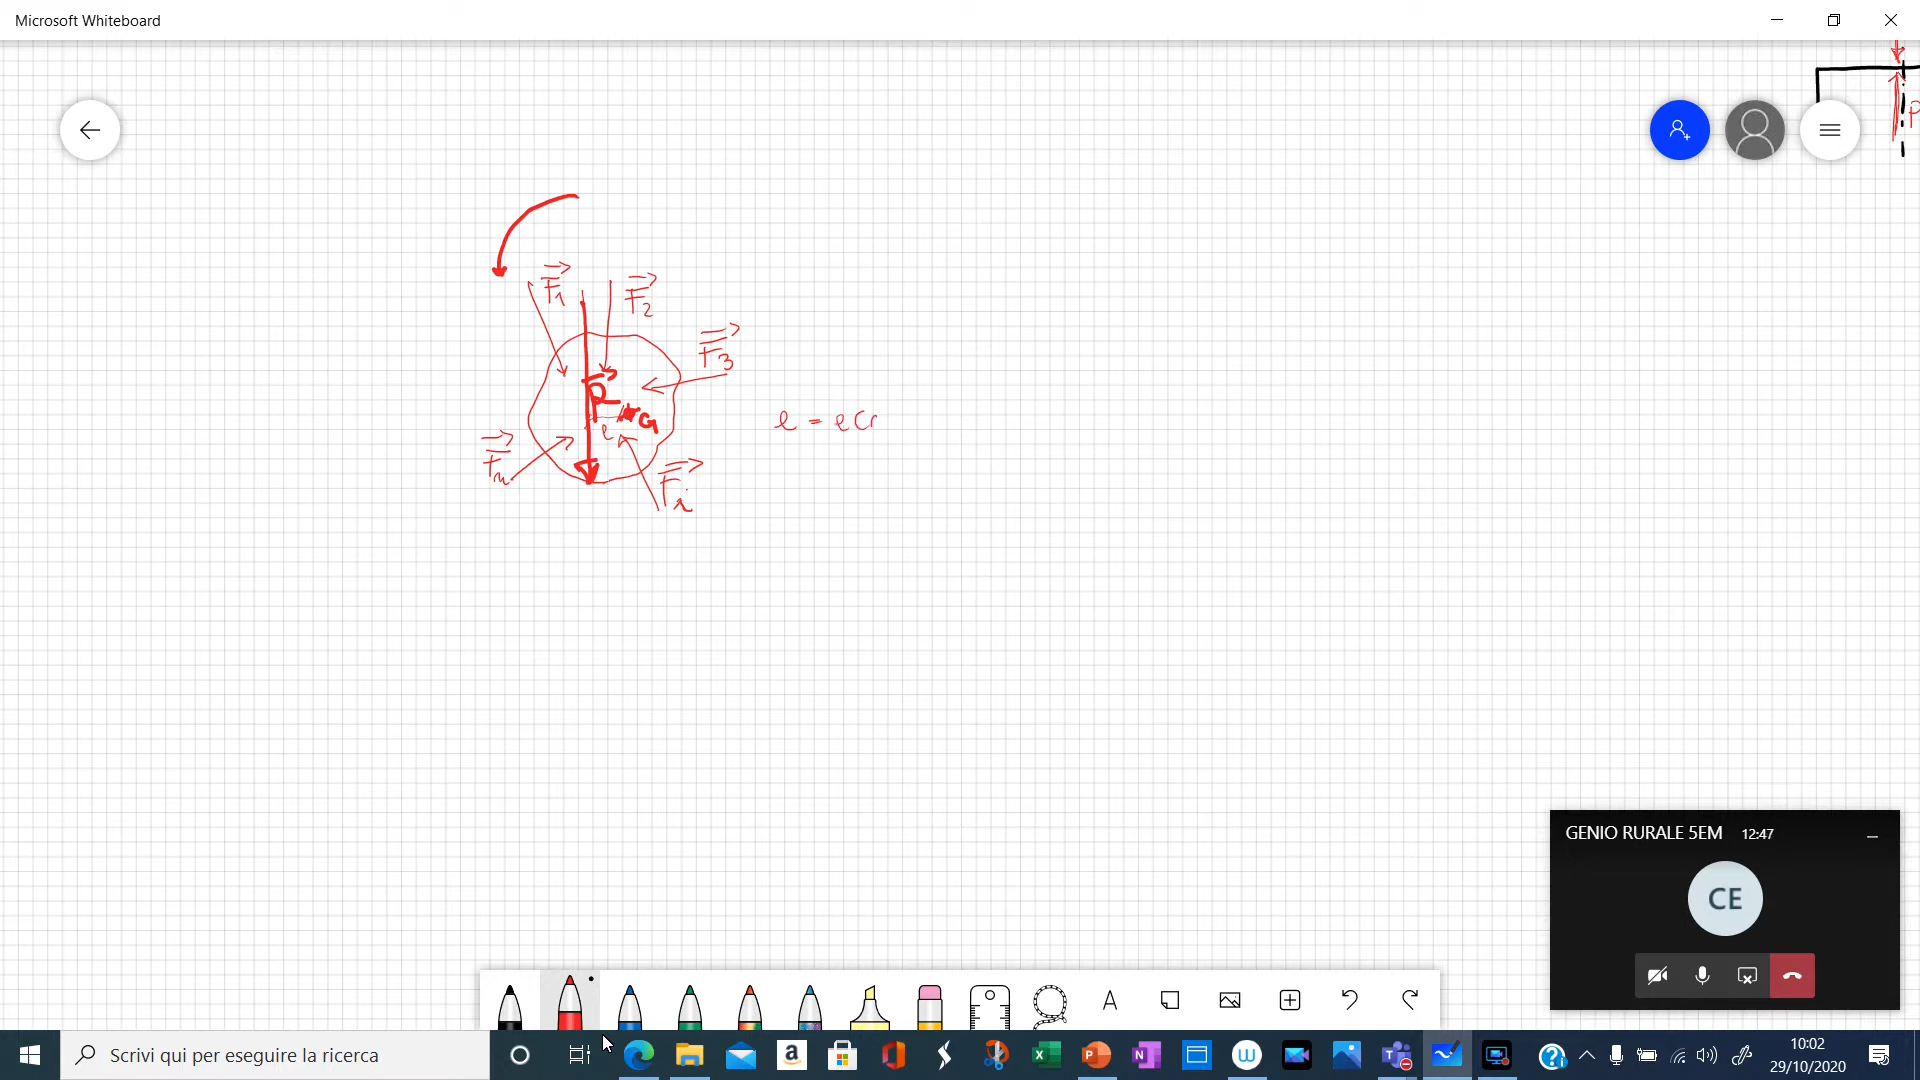 Microsoft Whiteboard
P
F1
F2
F3
R
G
e
e = ecc
Fn
Fi
GENIO RURALE 5EM 12:47
CE
Scrivi qui per eseguire la ricerca
10:02
29/10/2020